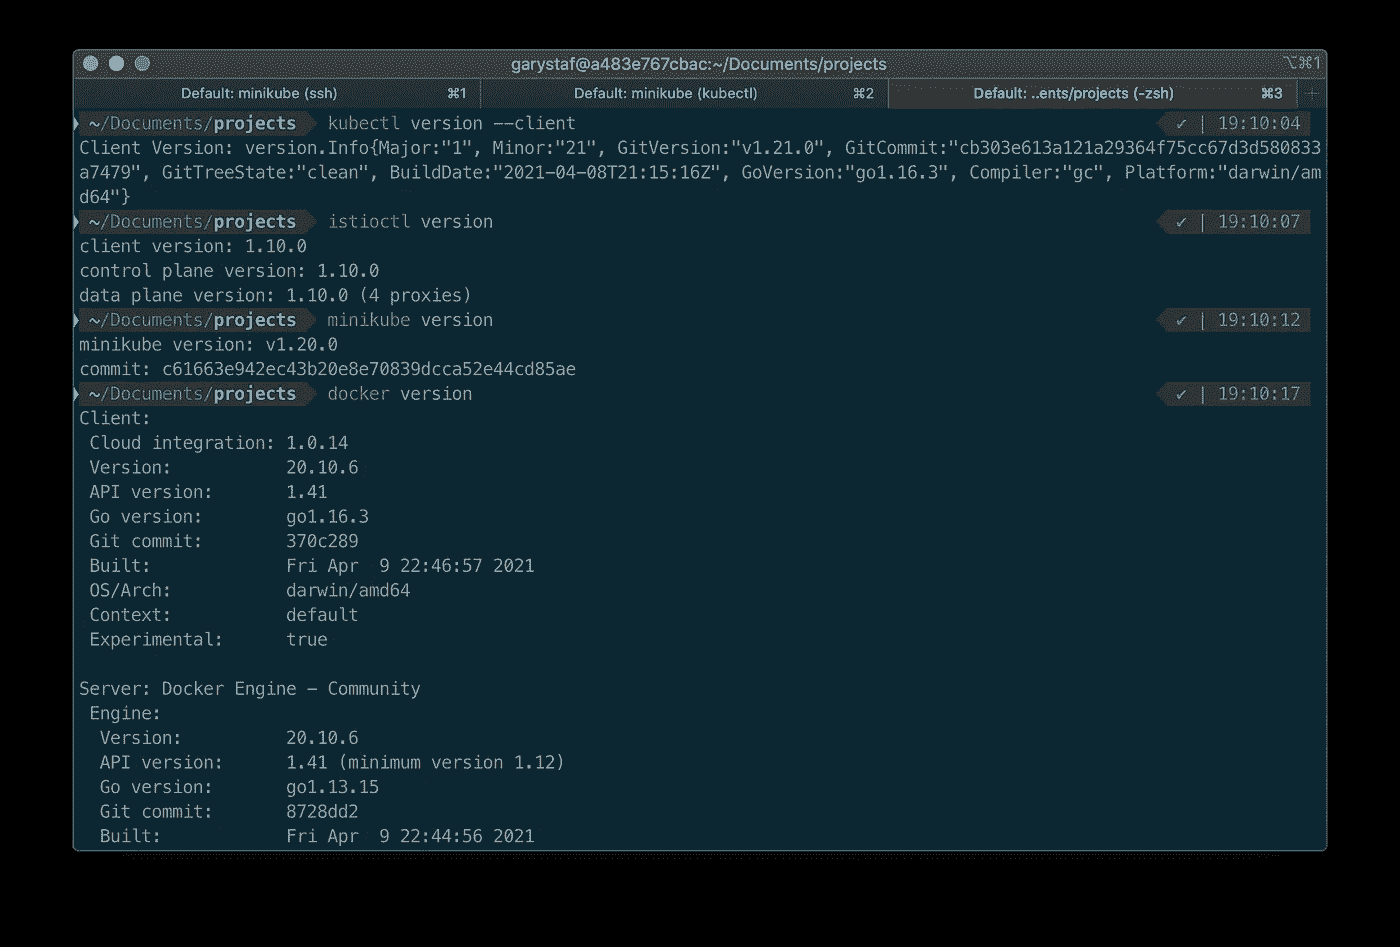 garystaf@a483e767cbac:~/Documents/projects ⌥⌘1
Default: minikube (ssh) ⌘1 Default: minikube (kubectl) ⌘2 Default: ..ents/projects (-zsh) ⌘3 +
~/Documents/projects kubectl version --client ✓ | 19:10:04
Client Version: version.Info{Major:"1", Minor:"21", GitVersion:"v1.21.0", GitCommit:"cb303e613a121a29364f75cc67d3d580833
a7479", GitTreeState:"clean", BuildDate:"2021-04-08T21:15:16Z", GoVersion:"go1.16.3", Compiler:"gc", Platform:"darwin/am
d64"}
~/Documents/projects istioctl version ✓ | 19:10:07
client version: 1.10.0
control plane version: 1.10.0
data plane version: 1.10.0 (4 proxies)
~/Documents/projects minikube version ✓ | 19:10:12
minikube version: v1.20.0
commit: c61663e942ec43b20e8e70839dcca52e44cd85ae
~/Documents/projects docker version ✓ | 19:10:17
Client:
Cloud integration: 1.0.14
Version: 20.10.6
API version: 1.41
Go version: go1.16.3
Git commit: 370c289
Built: Fri Apr  9 22:46:57 2021
OS/Arch: darwin/amd64
Context: default
Experimental: true
Server: Docker Engine - Community
Engine:
Version: 20.10.6
API version: 1.41 (minimum version 1.12)
Go version: go1.13.15
Git commit: 8728dd2
Built: Fri Apr  9 22:44:56 2021